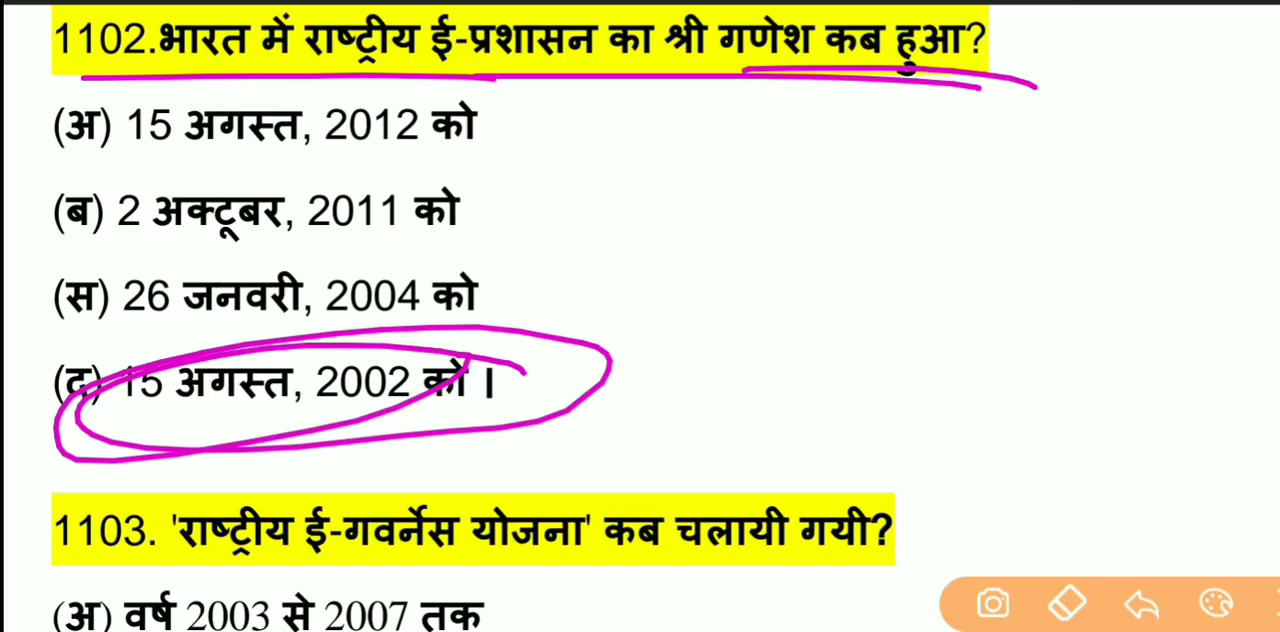 1102.भारत में राष्ट्रीय ई-प्रशासन का श्री गणेश कब हुआ?
(अ) 15 अगस्त, 2012 को
(ब) 2 अक्टूबर, 2011 को
(स) 26 जनवरी, 2004 को
(द) 15 अगस्त, 2002 को ।
1103. 'राष्ट्रीय ई-गवर्नेस योजना' कब चलायी गयी?
(अ) वर्ष 2003 से 2007 तक